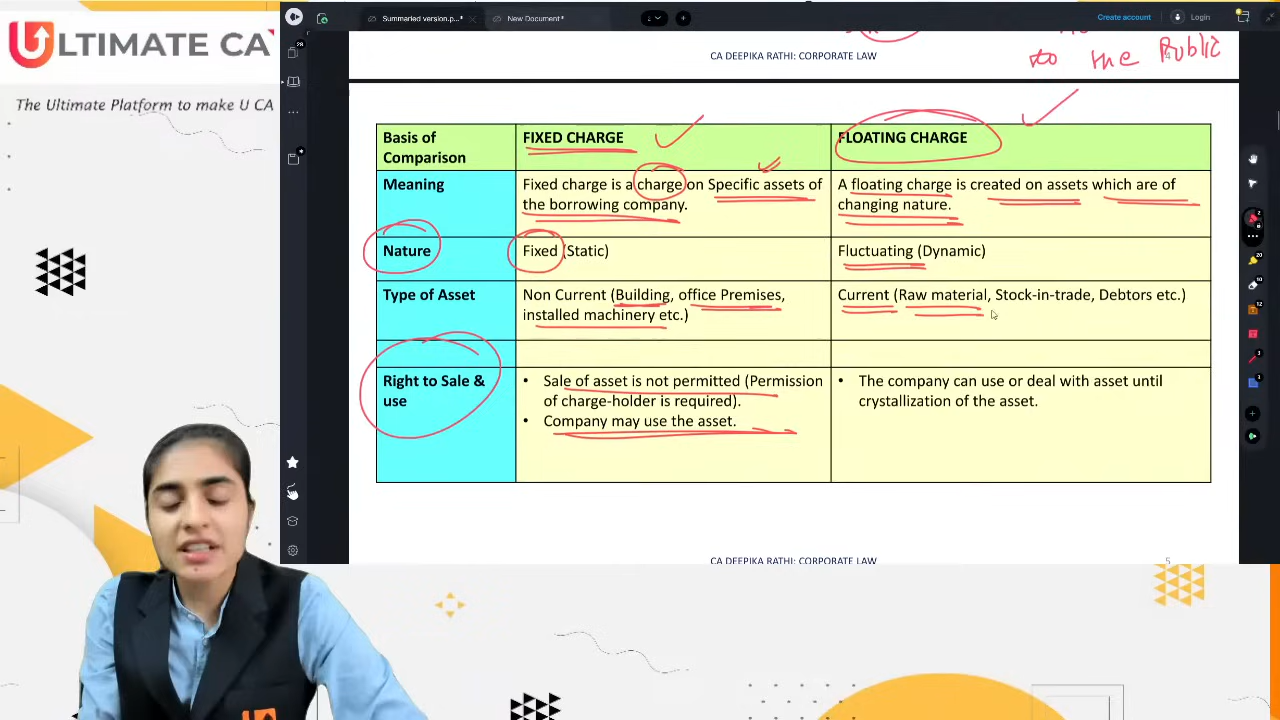 ULTIMATE CA
The Ultimate Platform to make U CA
Summaried version.p...*
New Document*
2
Create account
Login
CA DEEPIKA RATHI: CORPORATE LAW
to the Public
Basis of Comparison
FIXED CHARGE
FLOATING CHARGE
Meaning
Fixed charge is a charge on Specific assets of
the borrowing company.
A floating charge is created on assets which are of
changing nature.
Nature
Fixed (Static)
Fluctuating (Dynamic)
Type of Asset
Non Current (Building, office Premises,
installed machinery etc.)
Current (Raw material, Stock-in-trade, Debtors etc.)
Right to Sale &
use
• Sale of asset is not permitted (Permission
of charge-holder is required).
• Company may use the asset.
• The company can use or deal with asset until
crystallization of the asset.
CA DEEPIKA RATHI: CORPORATE LAW
5